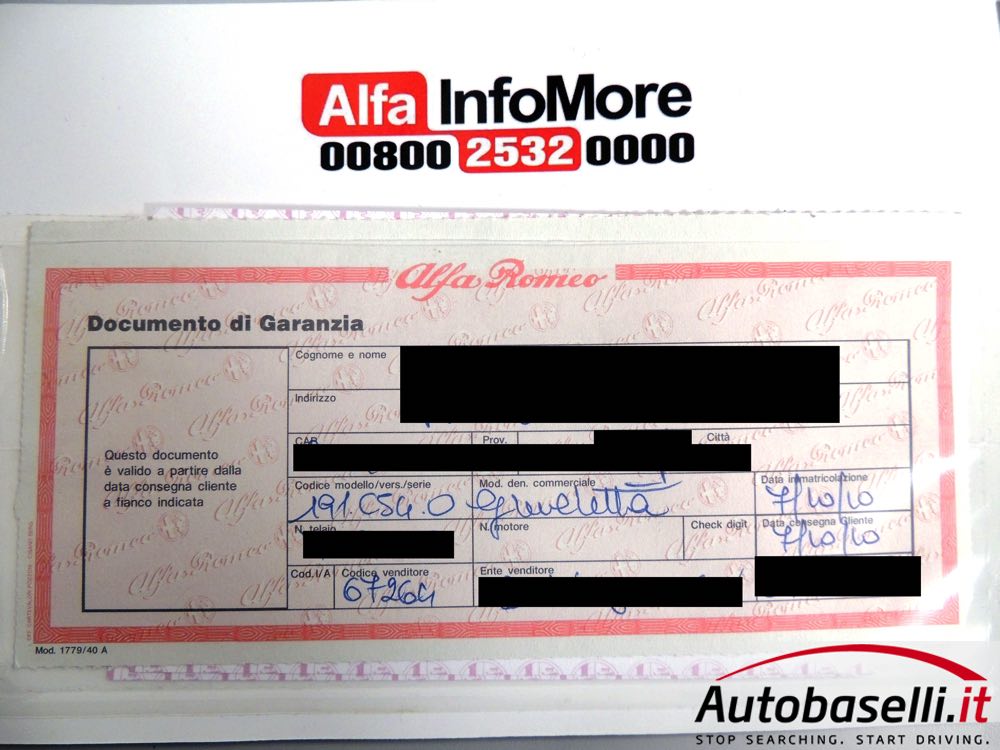 Alfa InfoMore
00800 2532 0000
Alfa Romeo
Documento di Garanzia
Cognome e nome
Indirizzo
CAP Prov. Città
Questo documento
è valido a partire dalla
data consegna cliente
a fianco indicata
Codice modello/vers./serie Mod. den. commerciale Data immatricolazione
191.C54.0 Giulietta 7/10/10
N. telaio N. motore Check digit Data consegna Cliente
7/10/10
Cod. I/A Codice venditore Ente venditore
67264
Mod. 1779/40 A
Autobaselli.it
STOP SEARCHING. START DRIVING.